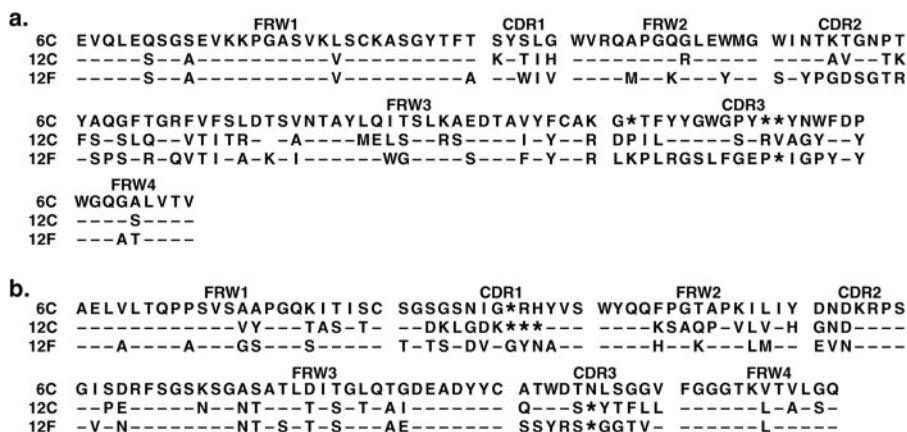 a.
FRW1 CDR1 FRW2 CDR2
6C EVQLEQSGSEVKKPGASVKLSCKASGYTFT SYSLG WVRQAPGQGLEWMG WINTKTGNPT
12C -----S--A----------V---------- K-TIH --------R----- ----AV--TK
12F -----S--A----------V---------A --WIV ----M--K---Y-- S-YPGDSGTR
FRW3 CDR3
6C YAQGFTGRFVFSLDTSVNTAYLQITSLKAEDTAVYFCAK G*TFYYGWGPY**YNWFDP
12C FS-SLQ--VTITR- -A----MELS--RS-----I-Y-R DPIL-----S-RVAGY--Y
12F -SPS-R-QVTI-A-K-I-----WG----S-----F-Y-R LKPLRGSLFGEP*IGPY-Y
FRW4
6C WGQGALVTV
12C ----S----
12F ---AT----
b.
FRW1 CDR1 FRW2 CDR2
6C AELVLTQPPSVSAAPGQKITISC SGSGSNIG*RHYVS WYQQFPGTAPKILIY DNDKRPS
12C ------------VY---TAS-T- --DKLGDK***--- ----KSAQP-VLV-H GND----
12F --A----A---GS---S------ T-TS-DV-GYNA-- ----H--K---LM-- EVN----
FRW3 CDR3 FRW4
6C GISDRFSGSKSGASATLDITGLQTGDEADYYC ATWDTNLSGGVV FGGGTKVTVLGQ
12C --PE-----N--NT---T-S-T-AI------- Q---S*YTFLL ------L-A-S-
12F -V-N--------NT-S-T-S--AE-------- SSYRS*GGTV- ------L-----